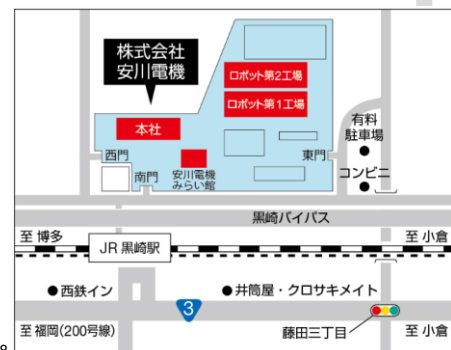 株式会社
安川電機
ロボット第2工場
ロボット第1工場
本社
有料
駐車場
西門
東門
南門
安川電機
みらい館
コンビニ
黒崎バイパス
至 博多
JR 黒崎駅
至 小倉
●西鉄イン
●井筒屋・クロサキメイト
3
至 福岡(200号線)
藤田三丁目
至 小倉
8